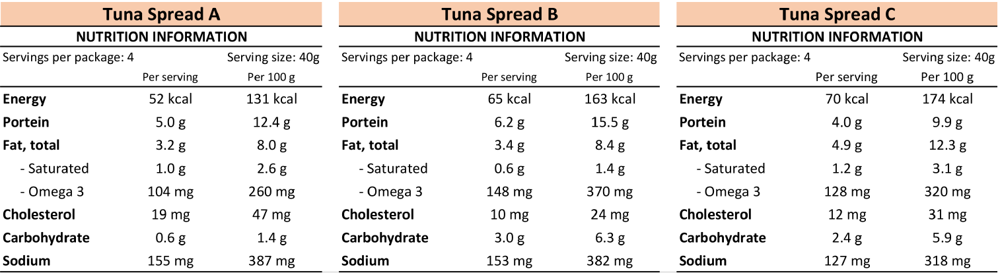 Tuna Spread A
NUTRITION INFORMATION
Servings per package: 4 Serving size: 40g
Per serving Per 100 g
Energy 52 kcal 131 kcal
Portein 5.0 g 12.4 g
Fat, total 3.2 g 8.0 g
- Saturated 1.0 g 2.6 g
- Omega 3 104 mg 260 mg
Cholesterol 19 mg 47 mg
Carbohydrate 0.6 g 1.4 g
Sodium 155 mg 387 mg
Tuna Spread B
NUTRITION INFORMATION
Servings per package: 4 Serving size: 40g
Per serving Per 100 g
Energy 65 kcal 163 kcal
Portein 6.2 g 15.5 g
Fat, total 3.4 g 8.4 g
- Saturated 0.6 g 1.4 g
- Omega 3 148 mg 370 mg
Cholesterol 10 mg 24 mg
Carbohydrate 3.0 g 6.3 g
Sodium 153 mg 382 mg
Tuna Spread C
NUTRITION INFORMATION
Servings per package: 4 Serving size: 40g
Per serving Per 100 g
Energy 70 kcal 174 kcal
Portein 4.0 g 9.9 g
Fat, total 4.9 g 12.3 g
- Saturated 1.2 g 3.1 g
- Omega 3 128 mg 320 mg
Cholesterol 12 mg 31 mg
Carbohydrate 2.4 g 5.9 g
Sodium 127 mg 318 mg